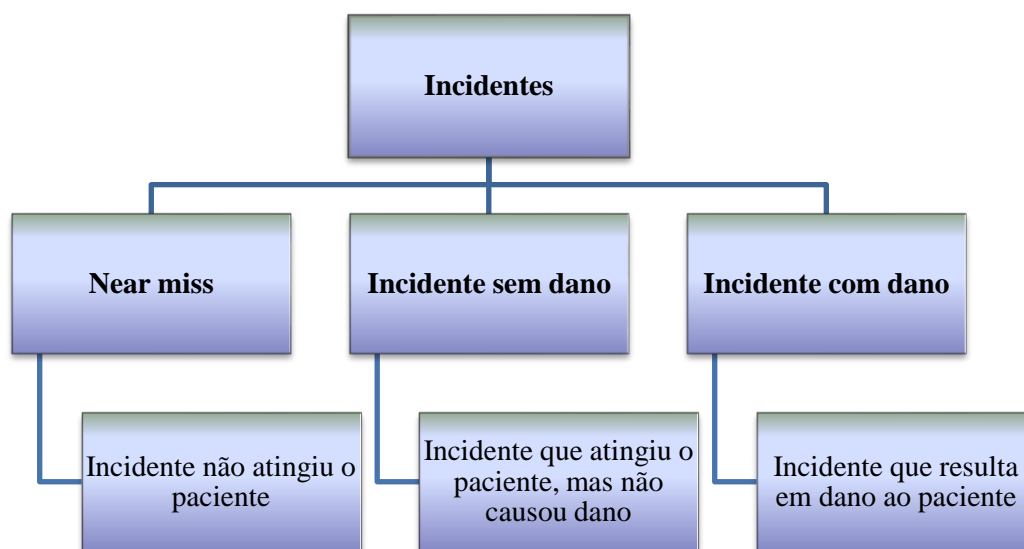 Incidentes
Near miss
Incidente sem dano
Incidente com dano
Incidente não atingiu o
paciente
Incidente que atingiu o
paciente, mas não
causou dano
Incidente que resulta
em dano ao paciente